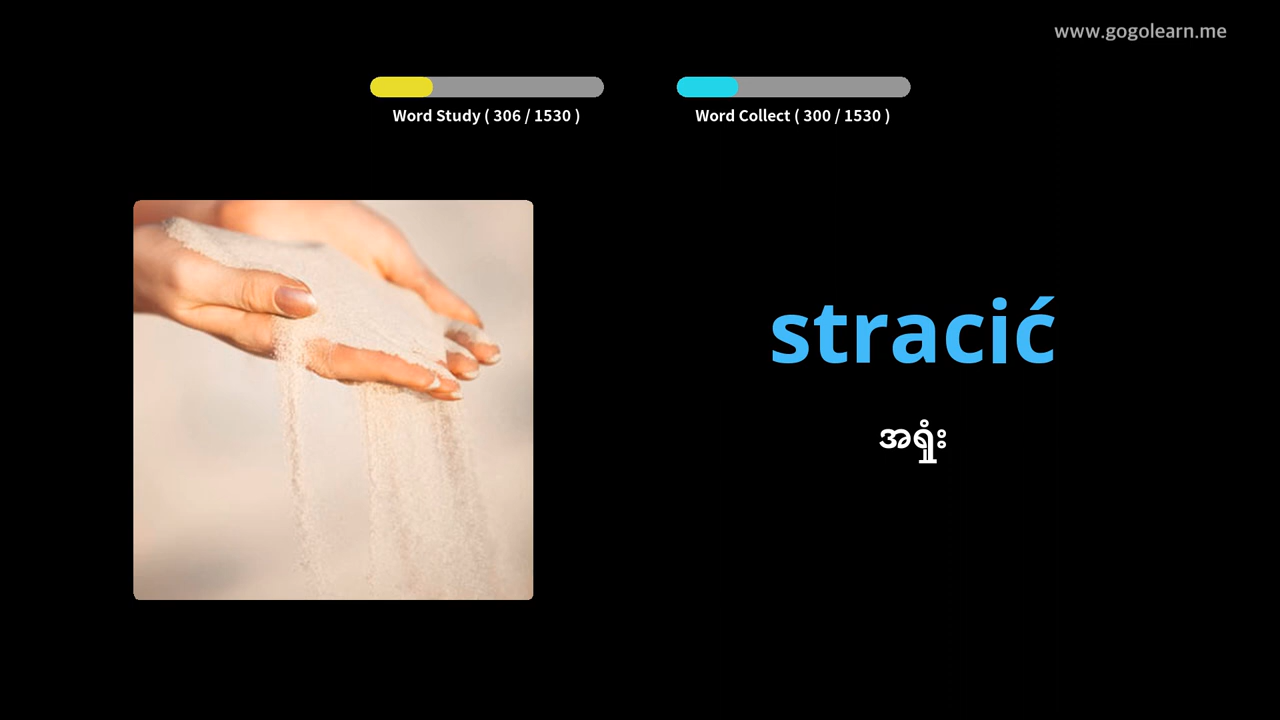 www.gogolearn.me
Word Study ( 306 / 1530 )
Word Collect ( 300 / 1530 )
stracić
အရှုံး